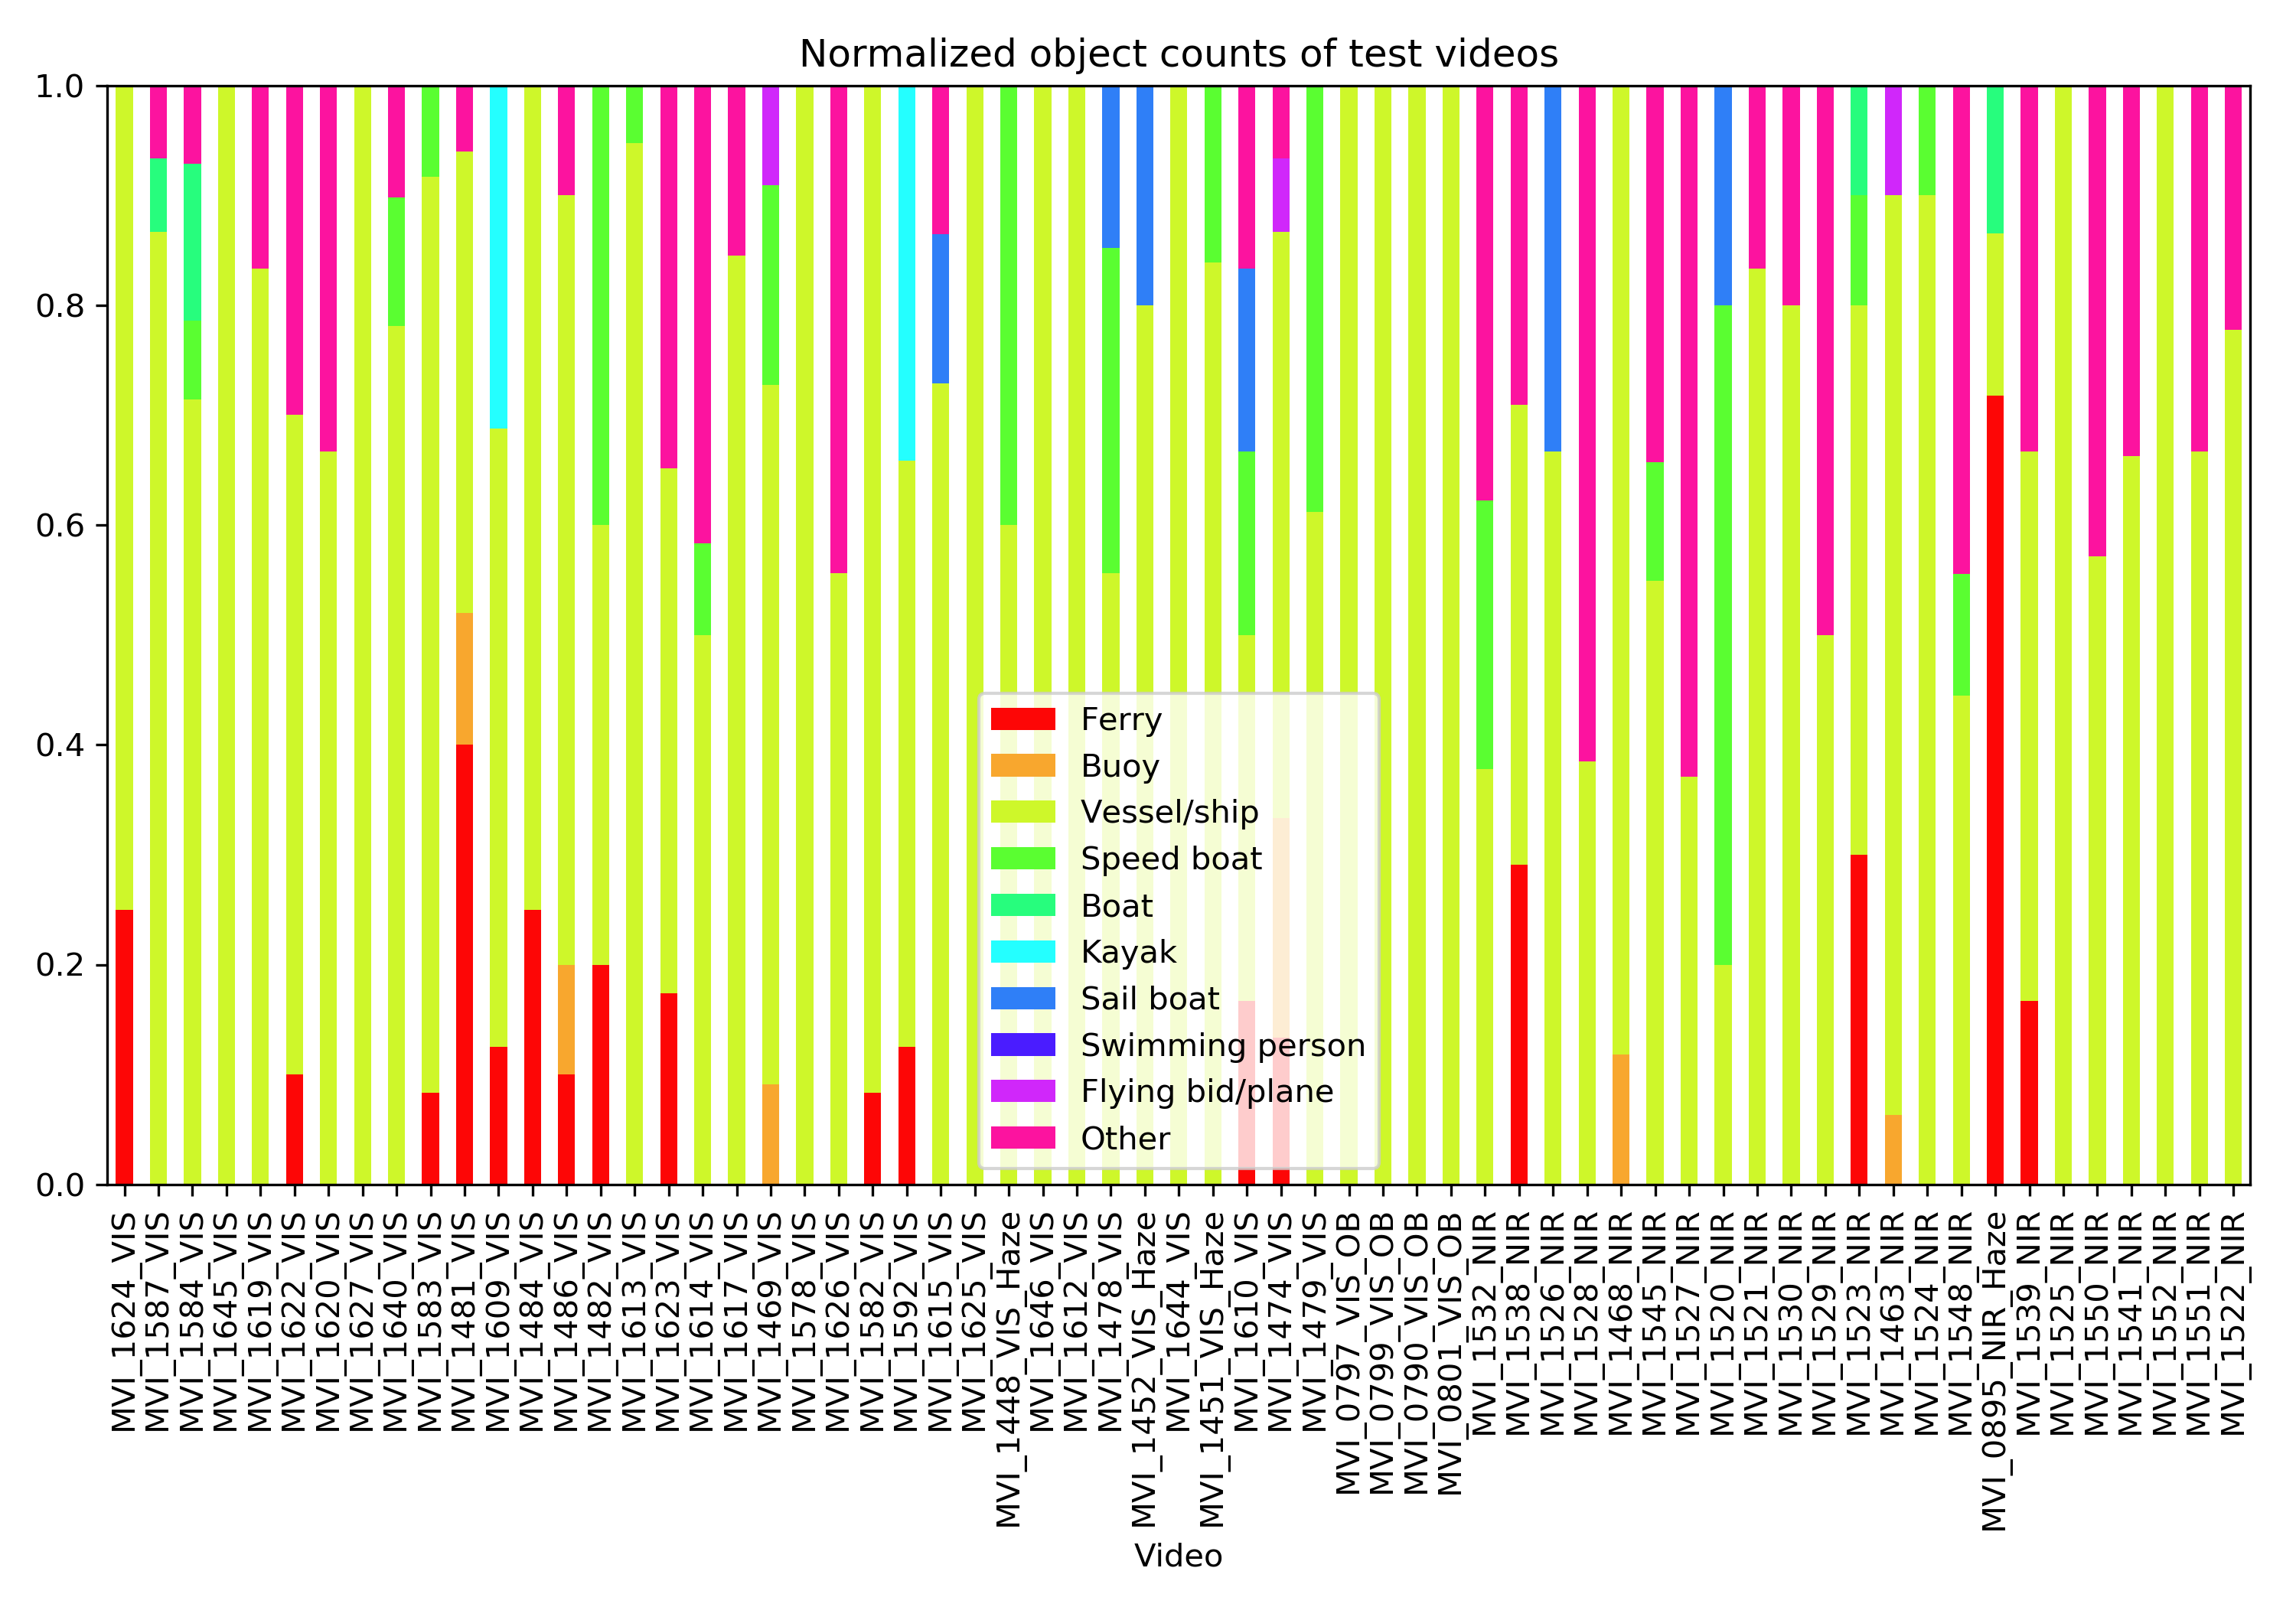 Normalized object counts of test videos
1.0
0.8
0.6
0.4
0.2
0.0
Ferry
Buoy
Vessel/ship
Speed boat
Boat
Kayak
Sail boat
Swimming person
Flying bid/plane
Other
MVI_1624_VIS
MVI_1587_VIS
MVI_1584_VIS
MVI_1645_VIS
MVI_1619_VIS
MVI_1622_VIS
MVI_1620_VIS
MVI_1627_VIS
MVI_1640_VIS
MVI_1583_VIS
MVI_1481_VIS
MVI_1609_VIS
MVI_1484_VIS
MVI_1486_VIS
MVI_1482_VIS
MVI_1613_VIS
MVI_1623_VIS
MVI_1614_VIS
MVI_1617_VIS
MVI_1469_VIS
MVI_1578_VIS
MVI_1626_VIS
MVI_1582_VIS
MVI_1592_VIS
MVI_1615_VIS
MVI_1625_VIS
MVI_1448_VIS_Haze
MVI_1646_VIS
MVI_1612_VIS
MVI_1478_VIS
MVI_1452_VIS_Haze
MVI_1644_VIS
MVI_1451_VIS_Haze
MVI_1610_VIS
MVI_1474_VIS
MVI_1479_VIS
MVI_0797_VIS_OB
MVI_0799_VIS_OB
MVI_0790_VIS_OB
MVI_0801_VIS_OB
MVI_1532_NIR
MVI_1538_NIR
MVI_1526_NIR
MVI_1528_NIR
MVI_1468_NIR
MVI_1545_NIR
MVI_1527_NIR
MVI_1520_NIR
MVI_1521_NIR
MVI_1530_NIR
MVI_1529_NIR
MVI_1523_NIR
MVI_1463_NIR
MVI_1524_NIR
MVI_1548_NIR
MVI_0895_NIR_Haze
MVI_1539_NIR
MVI_1525_NIR
MVI_1550_NIR
MVI_1541_NIR
MVI_1552_NIR
MVI_1551_NIR
MVI_1522_NIR
Video